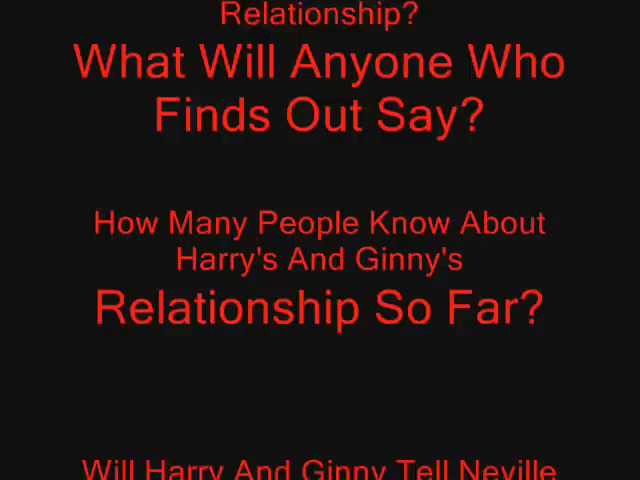 Relationship?
What Will Anyone Who
Finds Out Say?
How Many People Know About
Harry's And Ginny's
Relationship So Far?
Will Harry And Ginny Tell Neville